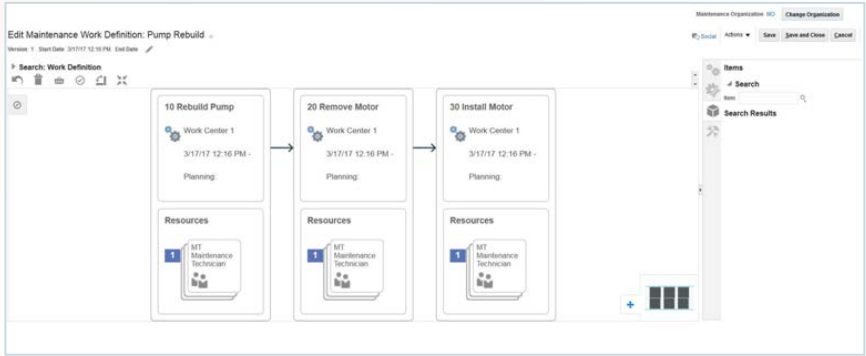 Maintenance Organization M3 Change Organization
Edit Maintenance Work Definition: Pump Rebuild
Social Actions Save Save and Close Cancel
Version 1 Start Date 3/17/17 12:16 PM End Date
Search: Work Definition
Items
Search
Item
Search Results
10 Rebuild Pump
Work Center 1
3/17/17 12:16 PM -
Planning:
20 Remove Motor
Work Center 1
3/17/17 12:16 PM -
Planning:
30 Install Motor
Work Center 1
3/17/17 12:16 PM -
Planning:
Resources
1
MT
Maintenance
Technician
Resources
1
MT
Maintenance
Technician
Resources
1
MT
Maintenance
Technician